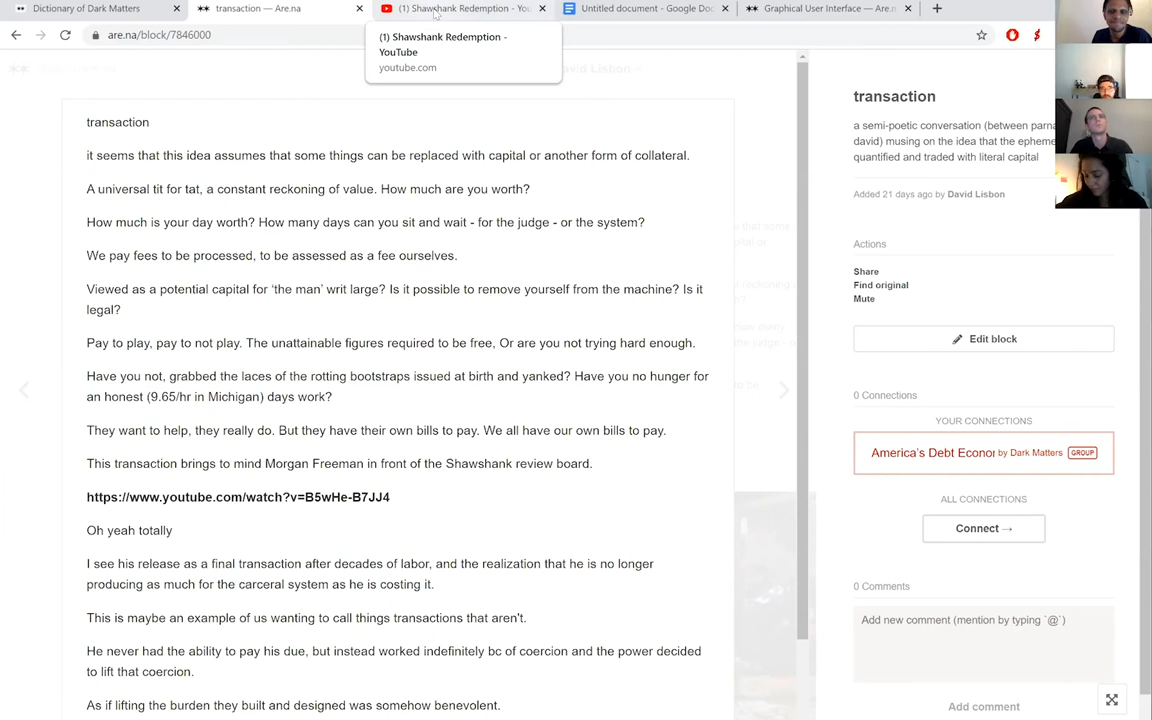 Dictionary of Dark Matters
transaction — Are.na
(1) Shawshank Redemption - You
Untitled document - Google Doc
Graphical User Interface — Are.n
are.na/block/7846000
(1) Shawshank Redemption -
YouTube
youtube.com
David Lisbon
transaction
it seems that this idea assumes that some things can be replaced with capital or another form of collateral.
A universal tit for tat, a constant reckoning of value. How much are you worth?
How much is your day worth? How many days can you sit and wait - for the judge - or the system?
We pay fees to be processed, to be assessed as a fee ourselves.
Viewed as a potential capital for ‘the man’ writ large? Is it possible to remove yourself from the machine? Is it
legal?
Pay to play, pay to not play. The unattainable figures required to be free, Or are you not trying hard enough.
Have you not, grabbed the laces of the rotting bootstraps issued at birth and yanked? Have you no hunger for
an honest (9.65/hr in Michigan) days work?
They want to help, they really do. But they have their own bills to pay. We all have our own bills to pay.
This transaction brings to mind Morgan Freeman in front of the Shawshank review board.
https://www.youtube.com/watch?v=B5wHe-B7JJ4
Oh yeah totally
I see his release as a final transaction after decades of labor, and the realization that he is no longer
producing as much for the carceral system as he is costing it.
This is maybe an example of us wanting to call things transactions that aren't.
He never had the ability to pay his due, but instead worked indefinitely bc of coercion and the power decided
to lift that coercion.
As if lifting the burden they built and designed was somehow benevolent.
transaction
a semi-poetic conversation (between parna
david) musing on the idea that the epheme
quantified and traded with literal capital
Added 21 days ago by David Lisbon
Actions
Share
Find original
Mute
Edit block
0 Connections
YOUR CONNECTIONS
America's Debt Econor by Dark Matters GROUP
ALL CONNECTIONS
Connect →
0 Comments
Add new comment (mention by typing `@`)
Add comment